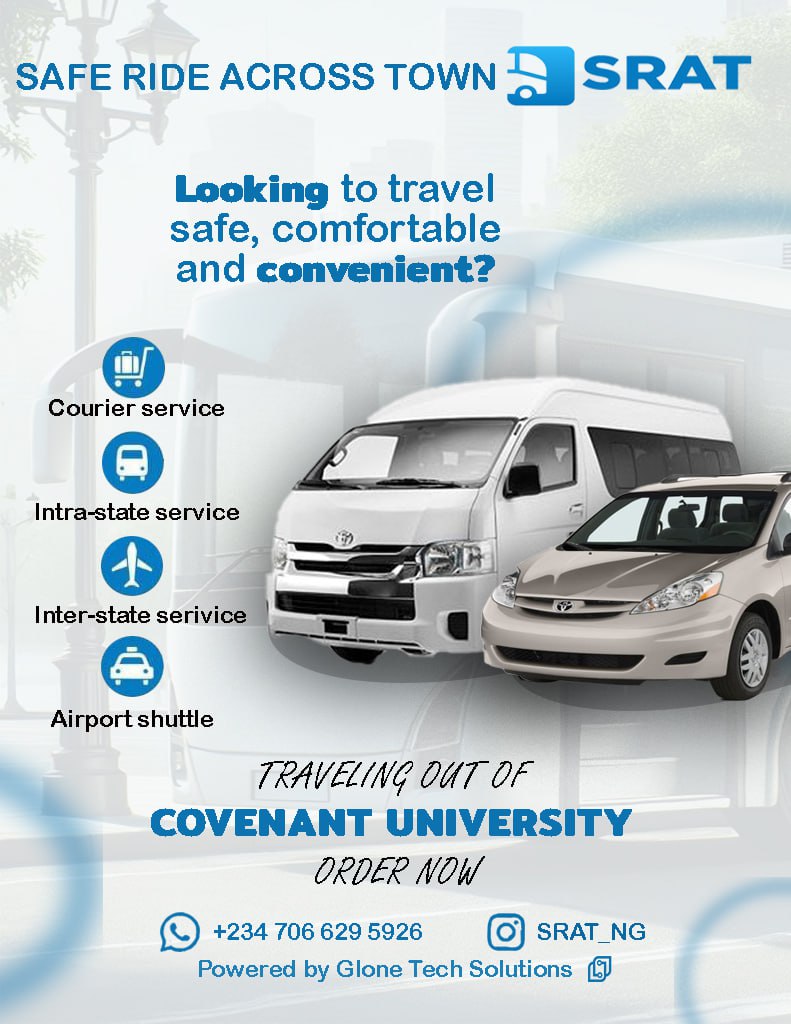 SAFE RIDE ACROSS TOWN SRAT
Looking to travel
safe, comfortable
and convenient?
Courier service
Intra-state service
Inter-state serivice
Airport shuttle
TRAVELING OUT OF
COVENANT UNIVERSITY
ORDER NOW
+234 706 629 5926 SRAT_NG
Powered by Glone Tech Solutions